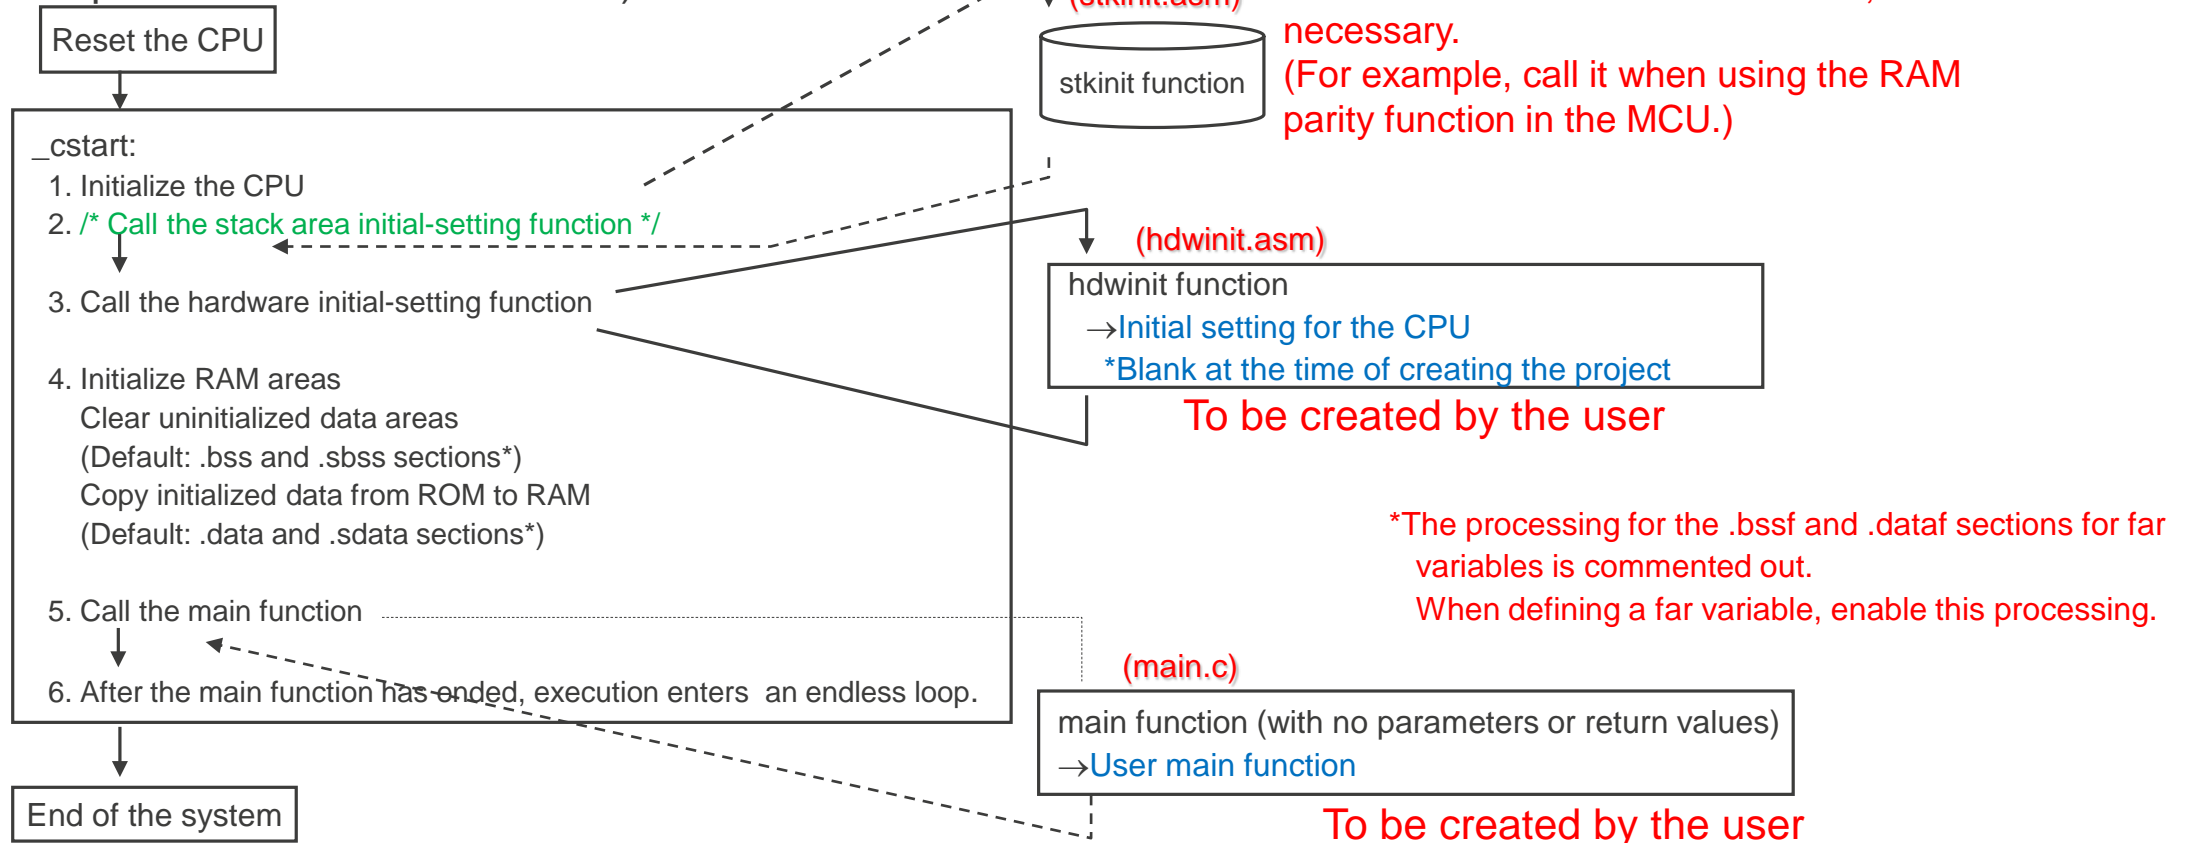 (stkinit.asm)
necessary.
(For example, call it when using the RAM
parity function in the MCU.)
Reset the CPU
stkinit function
_cstart:
1. Initialize the CPU
2. /* Call the stack area initial-setting function */
3. Call the hardware initial-setting function
4. Initialize RAM areas
Clear uninitialized data areas
(Default: .bss and .sbss sections*)
Copy initialized data from ROM to RAM
(Default: .data and .sdata sections*)
5. Call the main function
6. After the main function has ended, execution enters an endless loop.
End of the system
(hdwinit.asm)
hdwinit function
→Initial setting for the CPU
*Blank at the time of creating the project
To be created by the user
*The processing for the .bssf and .dataf sections for far
variables is commented out.
When defining a far variable, enable this processing.
(main.c)
main function (with no parameters or return values)
→User main function
To be created by the user